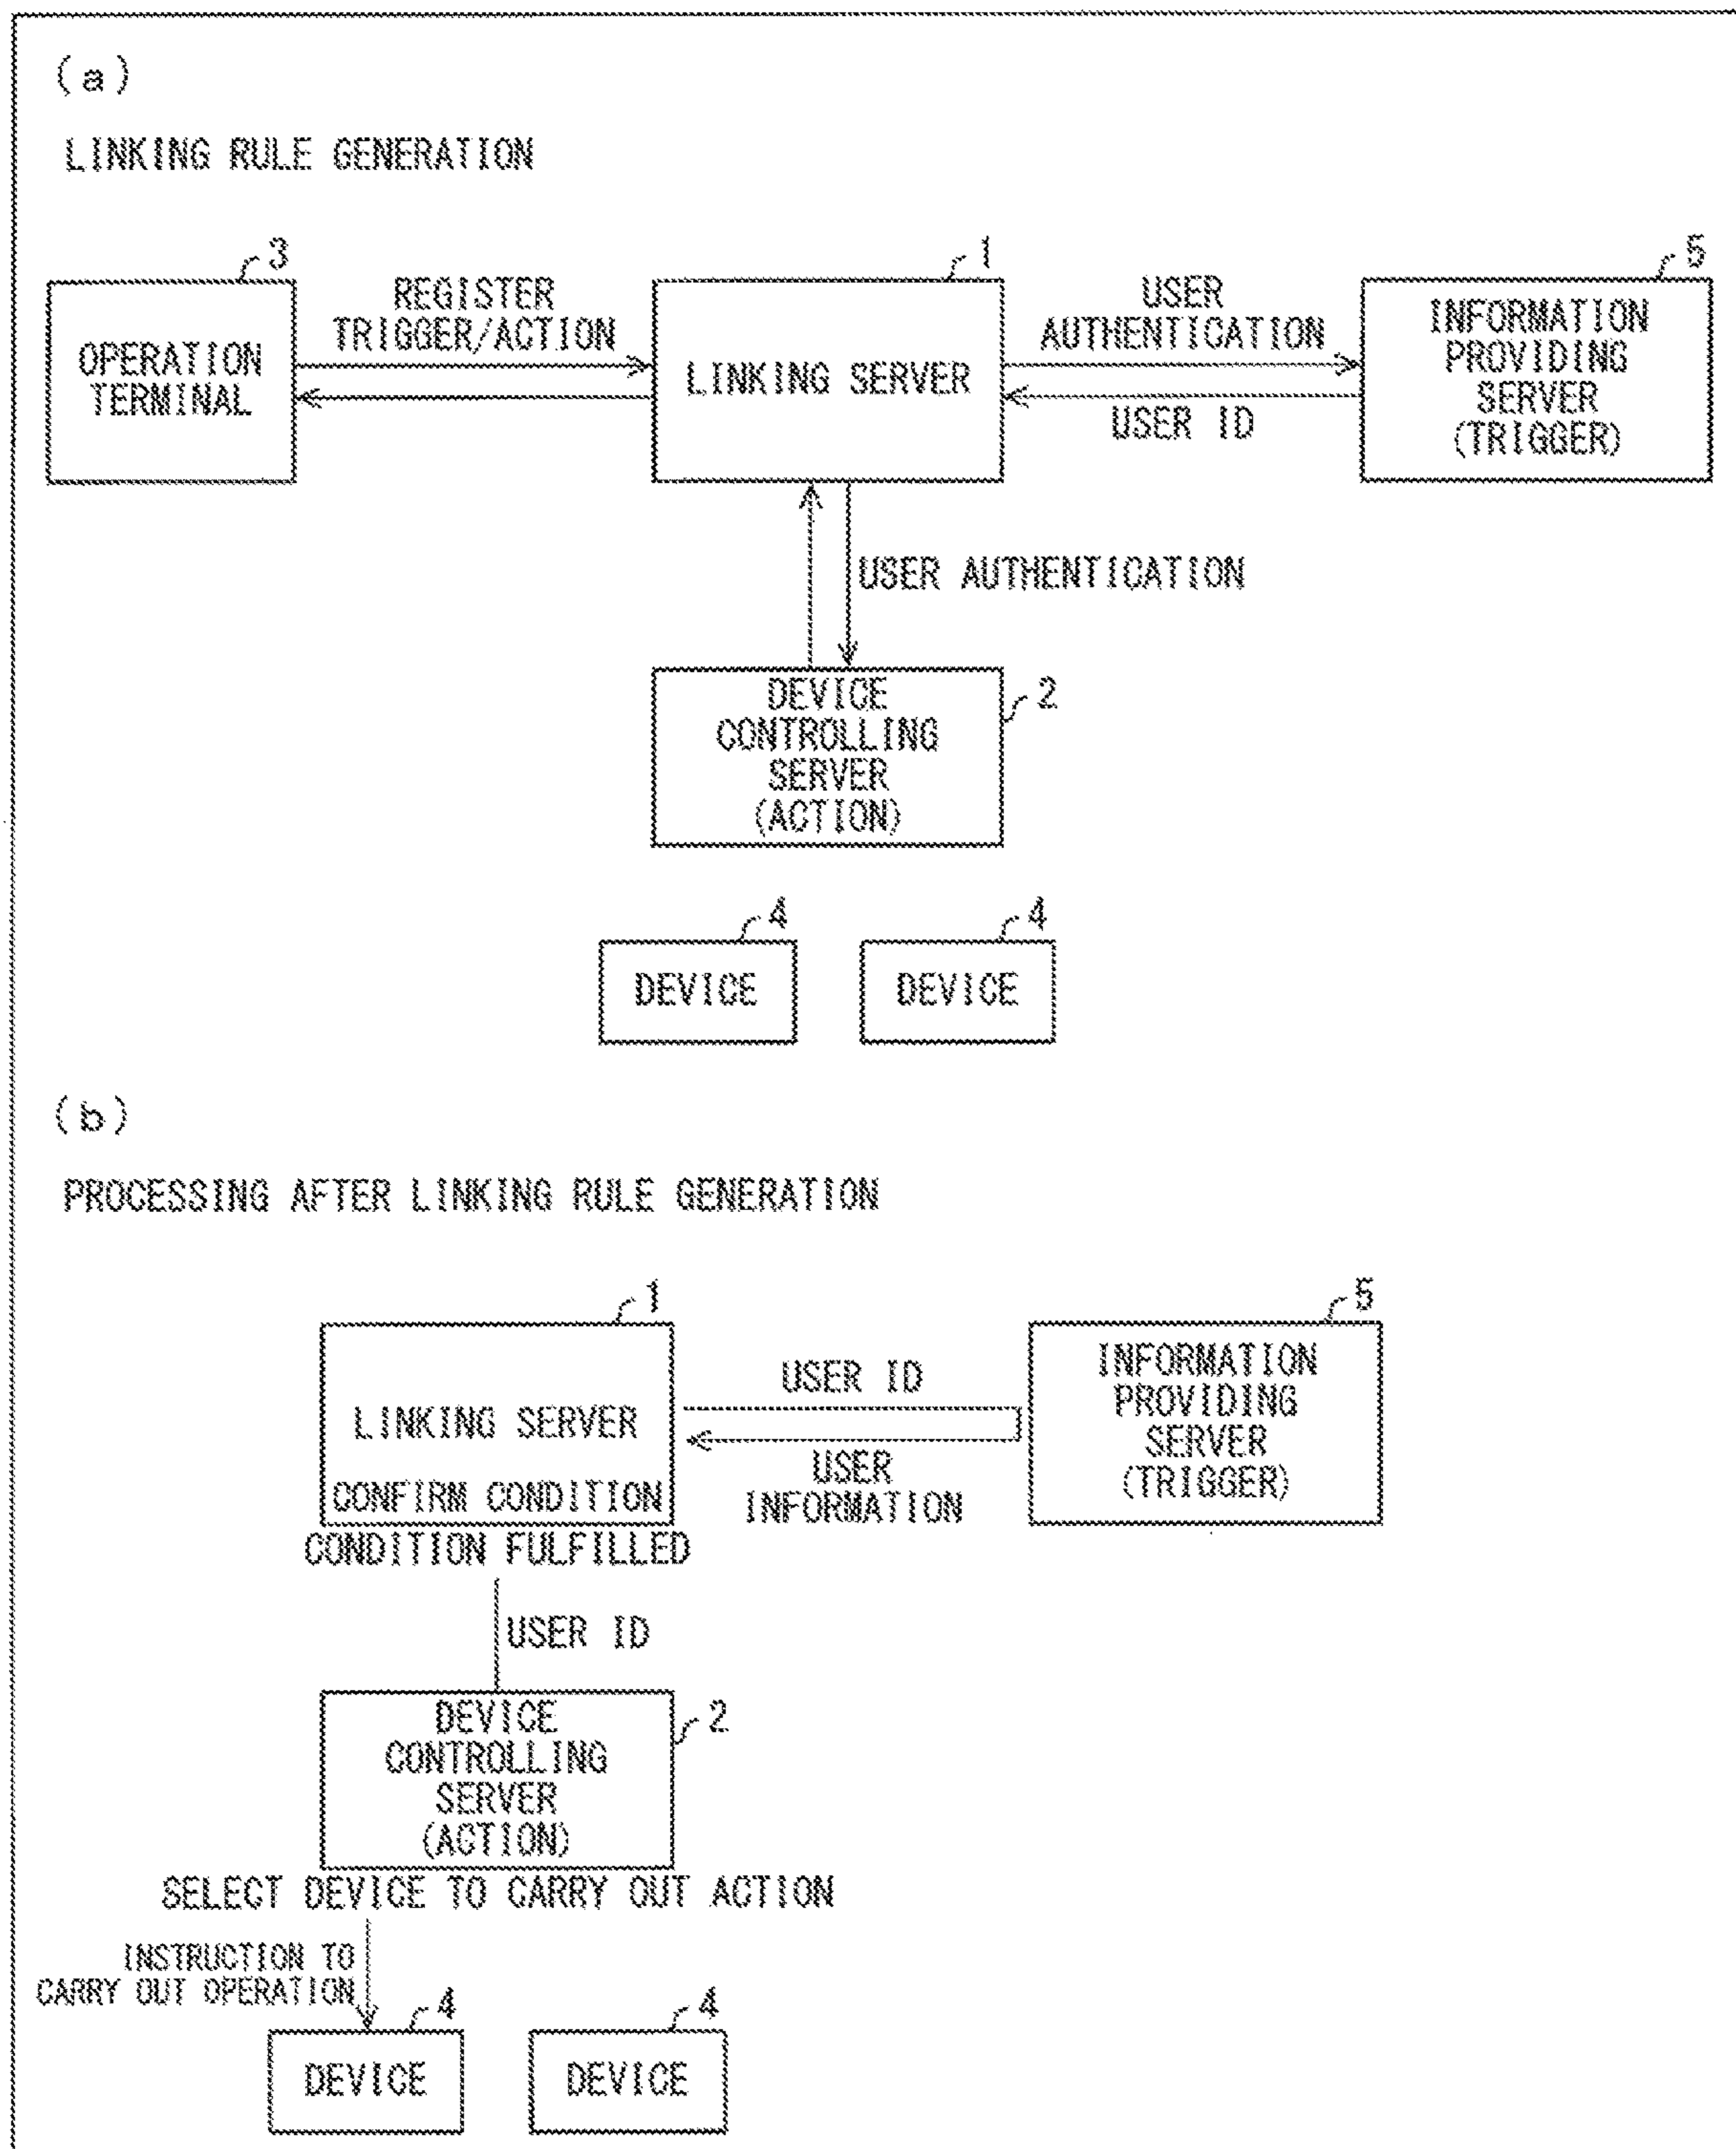 (a)
LINKING RULE GENERATION
3
1
5
REGISTER
TRIGGER/ACTION
USER
AUTHENTICATION
OPERATION
TERMINAL
LINKING SERVER
INFORMATION
PROVIDING
SERVER
(TRIGGER)
USER ID
USER AUTHENTICATION
2
DEVICE
CONTROLLING
SERVER
(ACTION)
4
4
DEVICE
DEVICE
(b)
PROCESSING AFTER LINKING RULE GENERATION
1
5
LINKING SERVER
CONFIRM CONDITION
USER ID
USER
INFORMATION
INFORMATION
PROVIDING
SERVER
(TRIGGER)
CONDITION FULFILLED
USER ID
2
DEVICE
CONTROLLING
SERVER
(ACTION)
SELECT DEVICE TO CARRY OUT ACTION
INSTRUCTION TO
CARRY OUT OPERATION
4
4
DEVICE
DEVICE